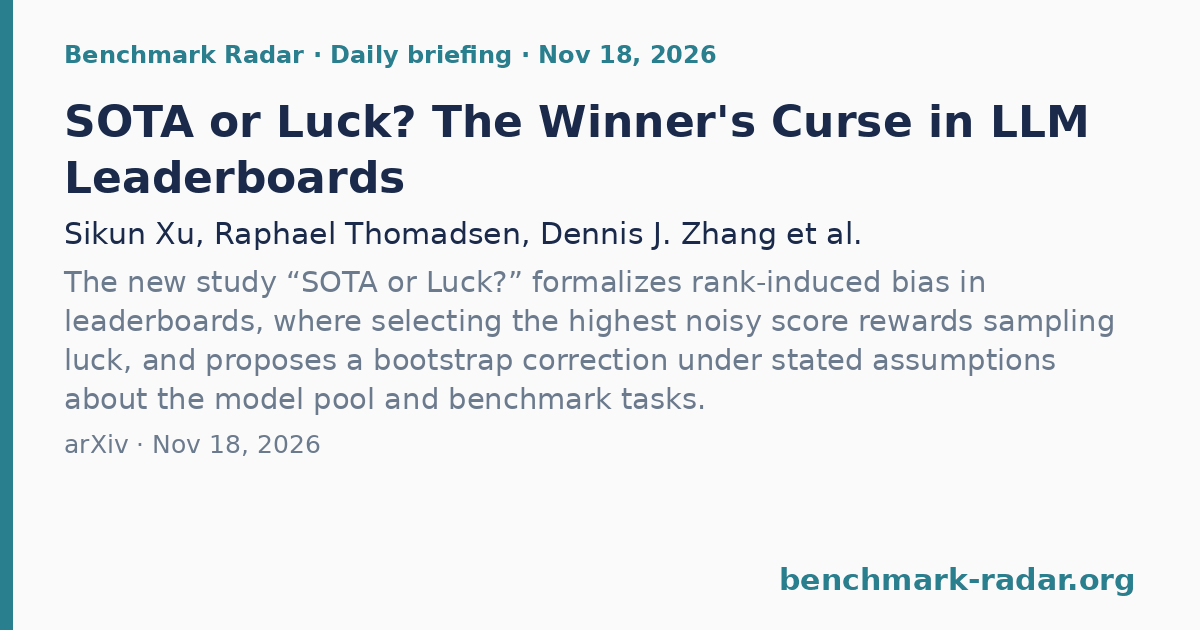 Benchmark Radar · Daily briefing · Nov 18, 2026
SOTA or Luck? The Winner's Curse in LLM
Leaderboards
Sikun Xu, Raphael Thomadsen, Dennis J. Zhang et al.
The new study “SOTA or Luck?” formalizes rank-induced bias in
leaderboards, where selecting the highest noisy score rewards sampling
luck, and proposes a bootstrap correction under stated assumptions
about the model pool and benchmark tasks.
arXiv · Nov 18, 2026
benchmark-radar.org